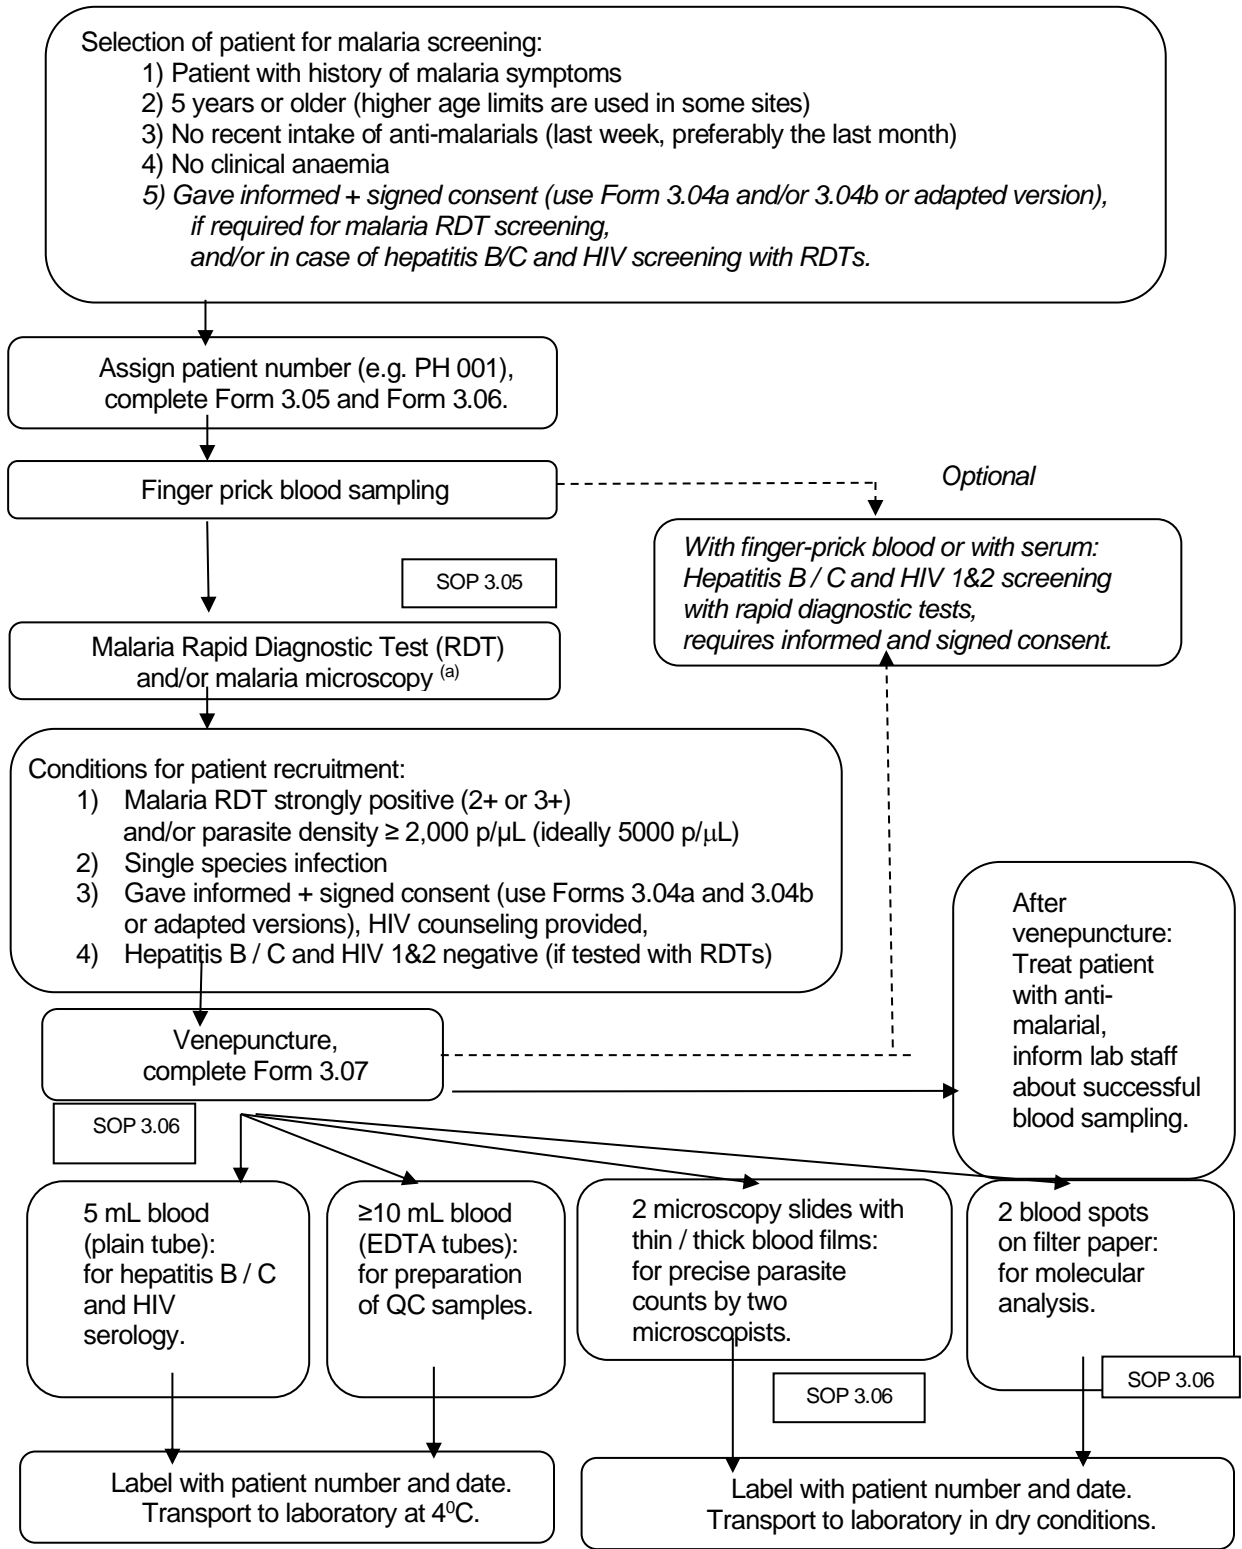 Selection of patient for malaria screening:
1) Patient with history of malaria symptoms
2) 5 years or older (higher age limits are used in some sites)
3) No recent intake of anti-malarials (last week, preferably the last month)
4) No clinical anaemia
5) Gave informed + signed consent (use Form 3.04a and/or 3.04b or adapted version),
if required for malaria RDT screening,
and/or in case of hepatitis B/C and HIV screening with RDTs.
Assign patient number (e.g. PH 001),
complete Form 3.05 and Form 3.06.
Finger prick blood sampling
Optional
With finger-prick blood or with serum:
Hepatitis B / C and HIV 1&2 screening
with rapid diagnostic tests,
requires informed and signed consent.
SOP 3.05
Malaria Rapid Diagnostic Test (RDT)
and/or malaria microscopy (a)
Conditions for patient recruitment:
1) Malaria RDT strongly positive (2+ or 3+)
and/or parasite density ≥ 2,000 p/µL (ideally 5000 p/µL)
2) Single species infection
3) Gave informed + signed consent (use Forms 3.04a and 3.04b
or adapted versions), HIV counseling provided,
4) Hepatitis B / C and HIV 1&2 negative (if tested with RDTs)
After
venepuncture:
Treat patient
with anti-
malarial,
inform lab staff
about successful
blood sampling.
Venepuncture,
complete Form 3.07
SOP 3.06
5 mL blood
(plain tube):
for hepatitis B / C
and HIV
serology.
≥10 mL blood
(EDTA tubes):
for preparation
of QC samples.
2 microscopy slides with
thin / thick blood films:
for precise parasite
counts by two
microscopists.
2 blood spots
on filter paper:
for molecular
analysis.
SOP 3.06
SOP 3.06
Label with patient number and date.
Transport to laboratory at 4⁰C.
Label with patient number and date.
Transport to laboratory in dry conditions.